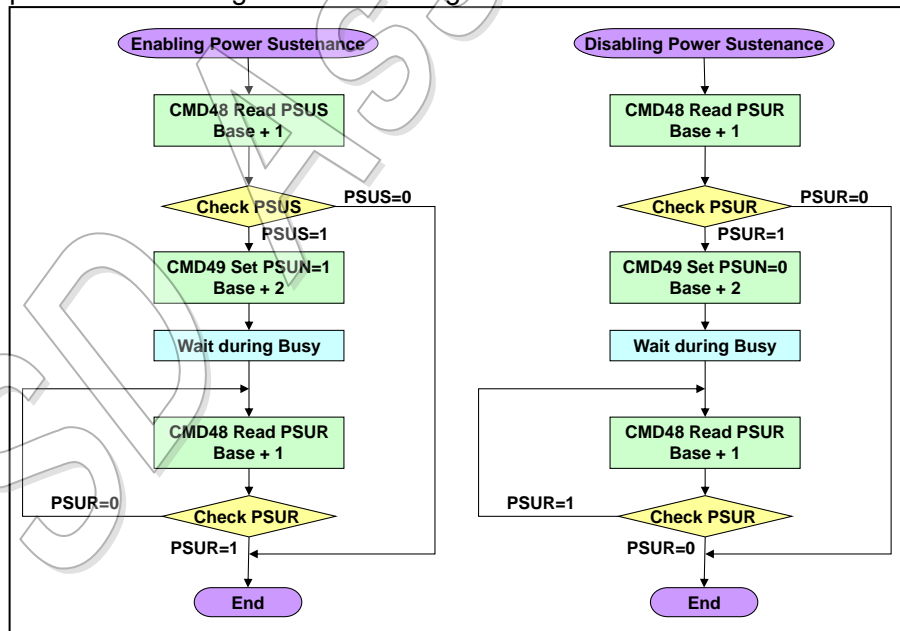 Enabling Power Sustenance
CMD48 Read PSUS
Base + 1
Check PSUS
PSUS=0
PSUS=1
CMD49 Set PSUN=1
Base + 2
Wait during Busy
CMD48 Read PSUR
Base + 1
PSUR=0
Check PSUR
PSUR=1
End
Disabling Power Sustenance
CMD48 Read PSUR
Base + 1
Check PSUR
PSUR=0
PSUR=1
CMD49 Set PSUN=0
Base + 2
Wait during Busy
CMD48 Read PSUR
Base + 1
PSUR=1
Check PSUR
PSUR=0
End
SD Ass